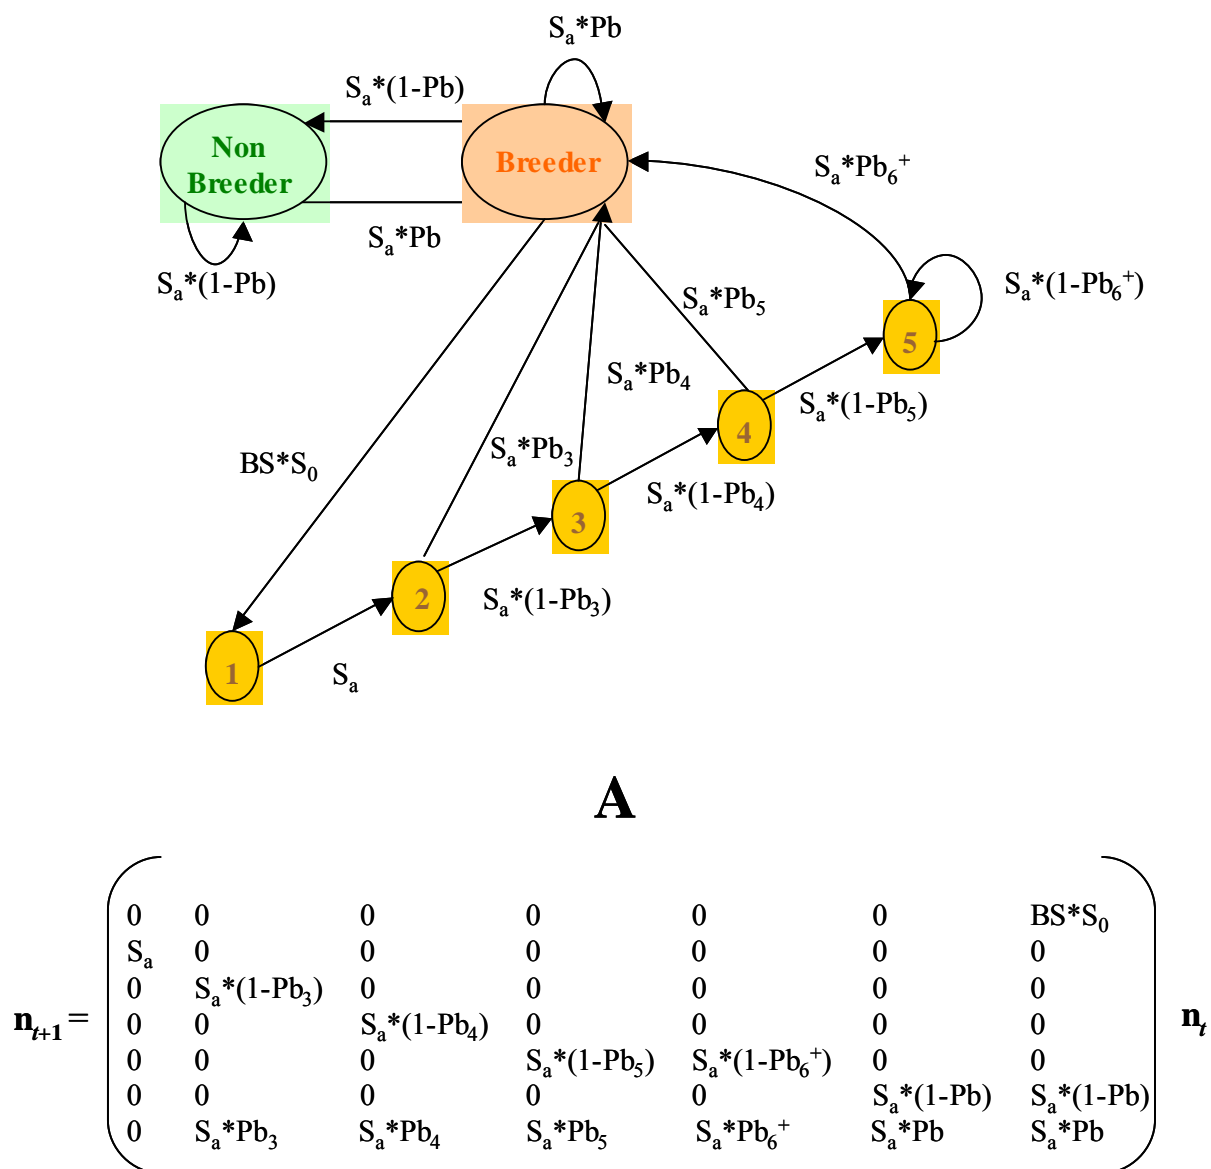 Sₐ*Pb
Sₐ*(1-Pb)
Non
Breeder
Breeder
Sₐ*Pb₆⁺
Sₐ*Pb
Sₐ*(1-Pb)
Sₐ*(1-Pb₆⁺)
Sₐ*Pb₅
5
Sₐ*Pb₄
Sₐ*(1-Pb₅)
4
Sₐ*Pb₃
BS*S₀
Sₐ*(1-Pb₄)
3
2
Sₐ*(1-Pb₃)
1
Sₐ
A
nₜ₊₁ =
0 0 0 0 0 0 BS*S₀
Sₐ 0 0 0 0 0 0
0 Sₐ*(1-Pb₃) 0 0 0 0 0
0 0 Sₐ*(1-Pb₄) 0 0 0 0
0 0 0 Sₐ*(1-Pb₅) Sₐ*(1-Pb₆⁺) 0 0
0 0 0 0 0 Sₐ*(1-Pb) Sₐ*(1-Pb)
0 Sₐ*Pb₃ Sₐ*Pb₄ Sₐ*Pb₅ Sₐ*Pb₆⁺ Sₐ*Pb Sₐ*Pb
nₜ